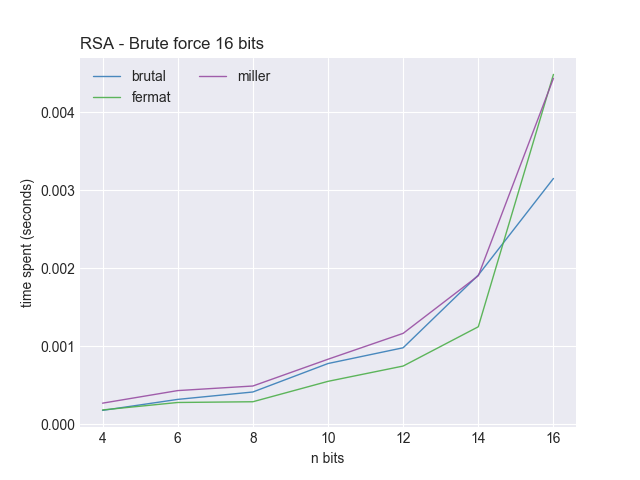 RSA - Brute force 16 bits
brutal
fermat
miller
time spent (seconds)
0.004
0.003
0.002
0.001
0.000
4 6 8 10 12 14 16
n bits